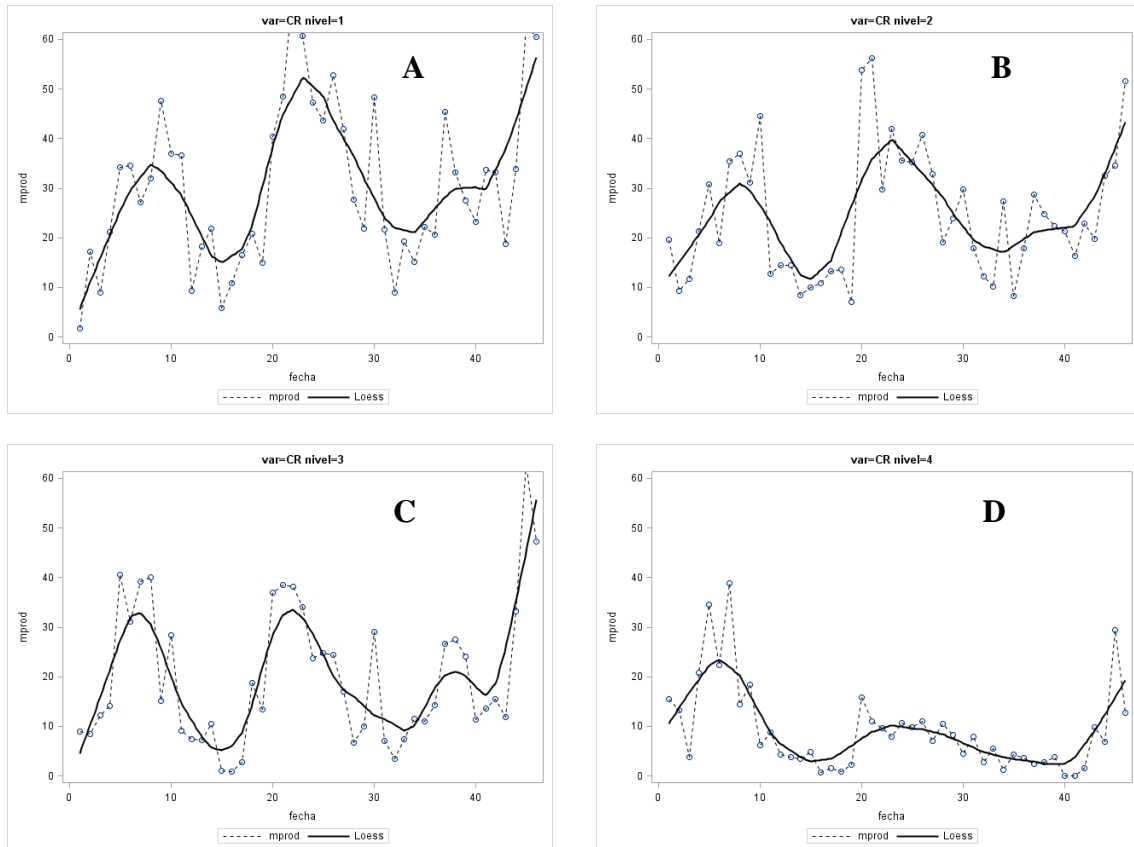 var=CR nivel=1
A
60
50
40
30
20
10
0
mprod
0 10 20 30 40
fecha
mprod Loess
var=CR nivel=2
B
60
50
40
30
20
10
0
mprod
0 10 20 30 40
fecha
mprod Loess
var=CR nivel=3
C
60
50
40
30
20
10
0
mprod
0 10 20 30 40
fecha
mprod Loess
var=CR nivel=4
D
60
50
40
30
20
10
0
mprod
0 10 20 30 40
fecha
mprod Loess